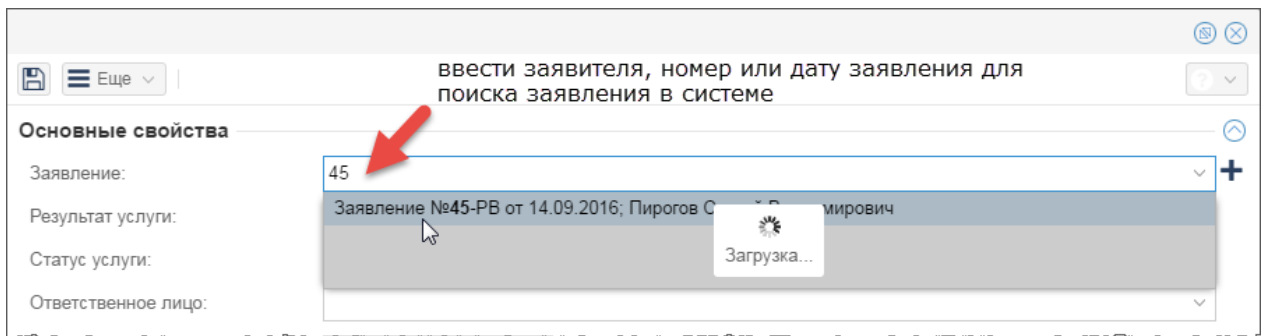 Еще
ввести заявителя, номер или дату заявления для
поиска заявления в системе
Основные свойства
Заявление:
45
Заявление №45-РВ от 14.09.2016; Пирогов
Результат услуги:
Загрузка...
Статус услуги:
Ответственное лицо: